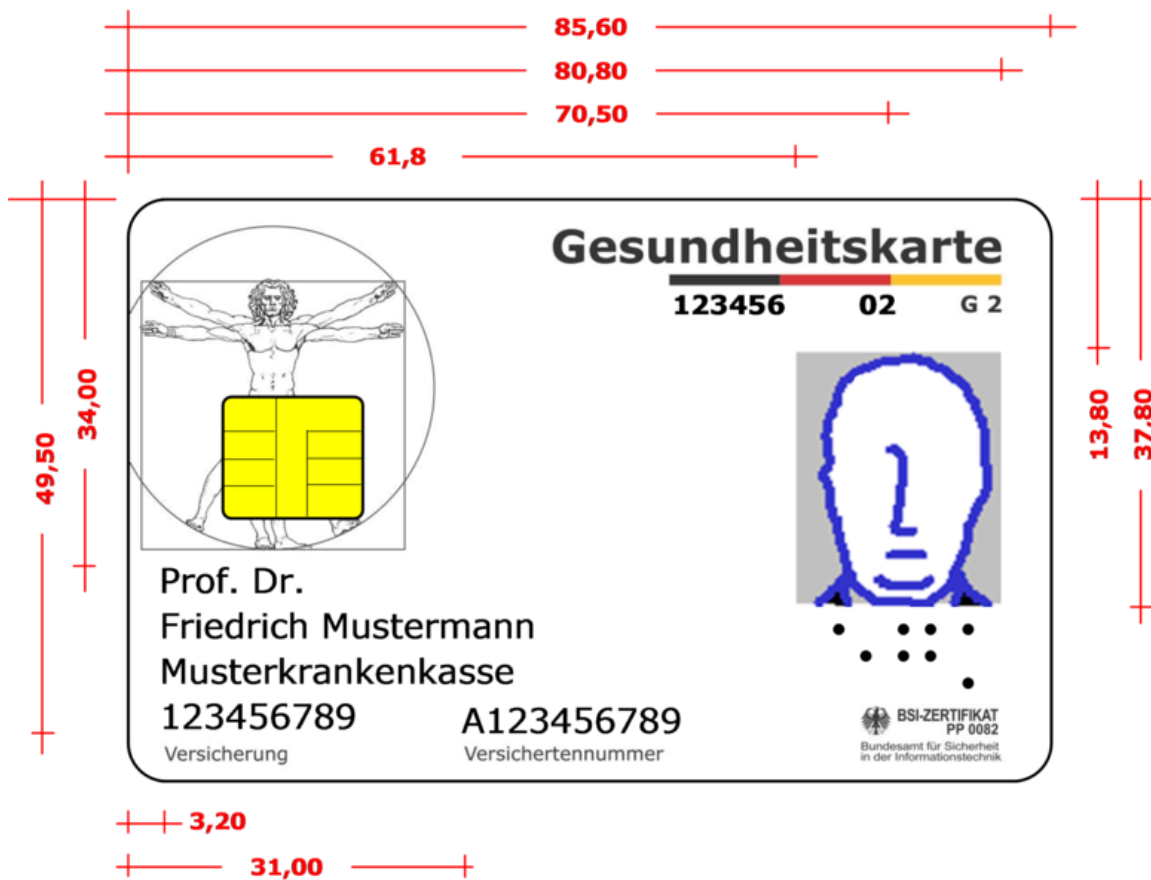 85,60
80,80
70,50
61,8
49,50
34,00
13,80
37,80
Gesundheitskarte
123456 02 G 2
Prof. Dr.
Friedrich Mustermann
Musterkrankenkasse
123456789 A123456789
Versicherung Versichertennummer
BSI-ZERTIFIKAT
PP 0082
Bundesamt für Sicherheit
in der Informationstechnik
3,20
31,00